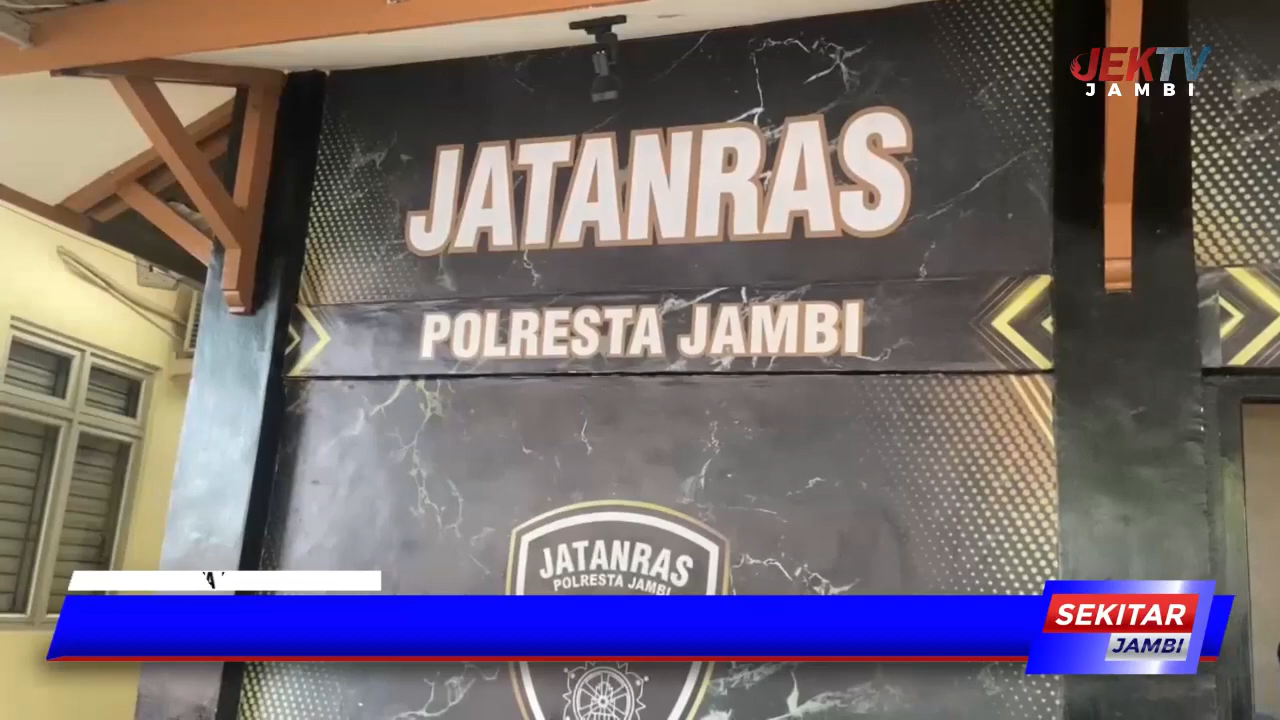 JEKTV
JAMBI
JATANRAS
POLRESTA JAMBI
JATANRAS
POLRESTA JAMBI
SEKITAR
JAMBI